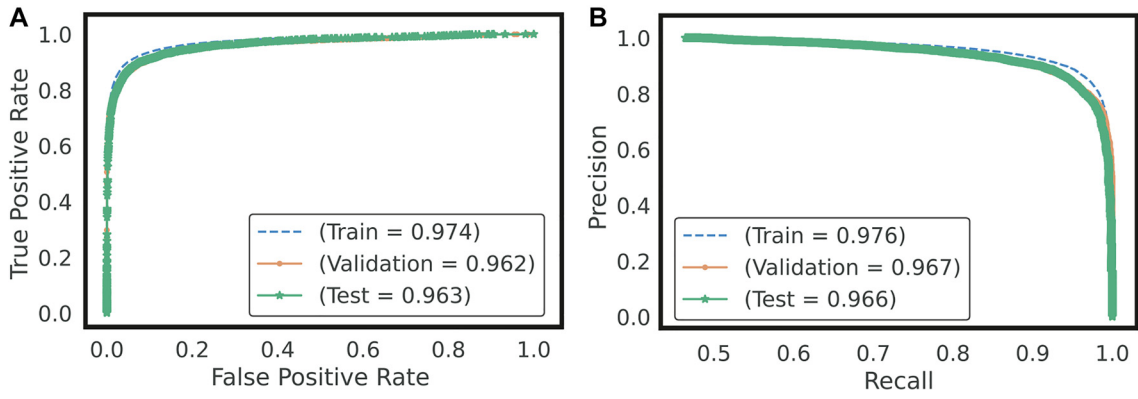 A
True Positive Rate
1.0
0.8
0.6
0.4
0.2
0.0
(Train = 0.974)
(Validation = 0.962)
(Test = 0.963)
0.0 0.2 0.4 0.6 0.8 1.0
False Positive Rate
B
Precision
1.0
0.8
0.6
0.4
0.2
0.0
(Train = 0.976)
(Validation = 0.967)
(Test = 0.966)
0.5 0.6 0.7 0.8 0.9 1.0
Recall